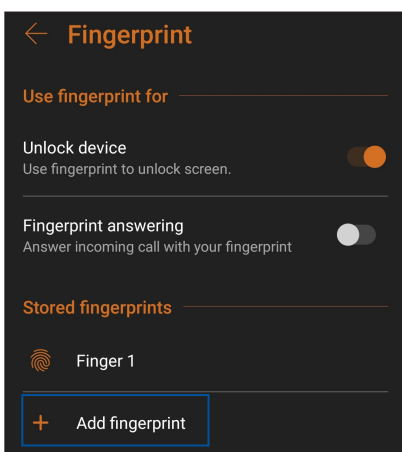 Fingerprint
Use fingerprint for
Unlock device
Use fingerprint to unlock screen.
Fingerprint answering
Answer incoming call with your fingerprint
Stored fingerprints
Finger 1
Add fingerprint